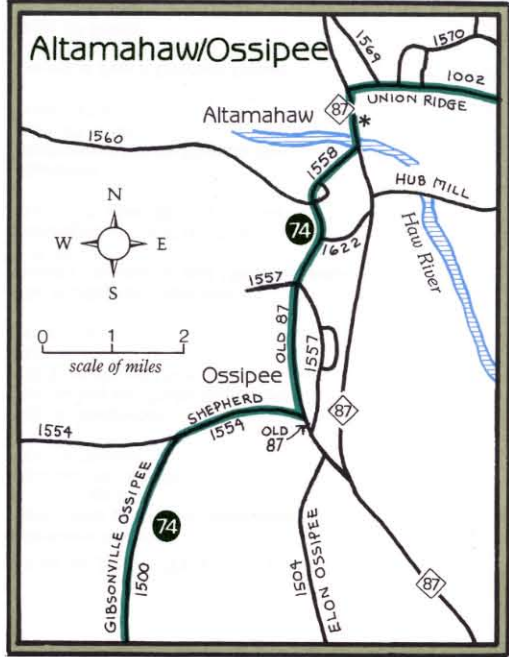 Altamahaw/Ossipee
1569
1570
1002
UNION RIDGE
87
*
Altamahaw
1560
1558
HUB MILL
N
W E
S
74
1622
Haw River
1557
OLD 87
1557
0 1 2
scale of miles
Ossipee
SHEPHERD
1554
1554
OLD
87
87
GIBSONVILLE OSSIPEE
1500
74
ELON OSSIPEE
1504
87